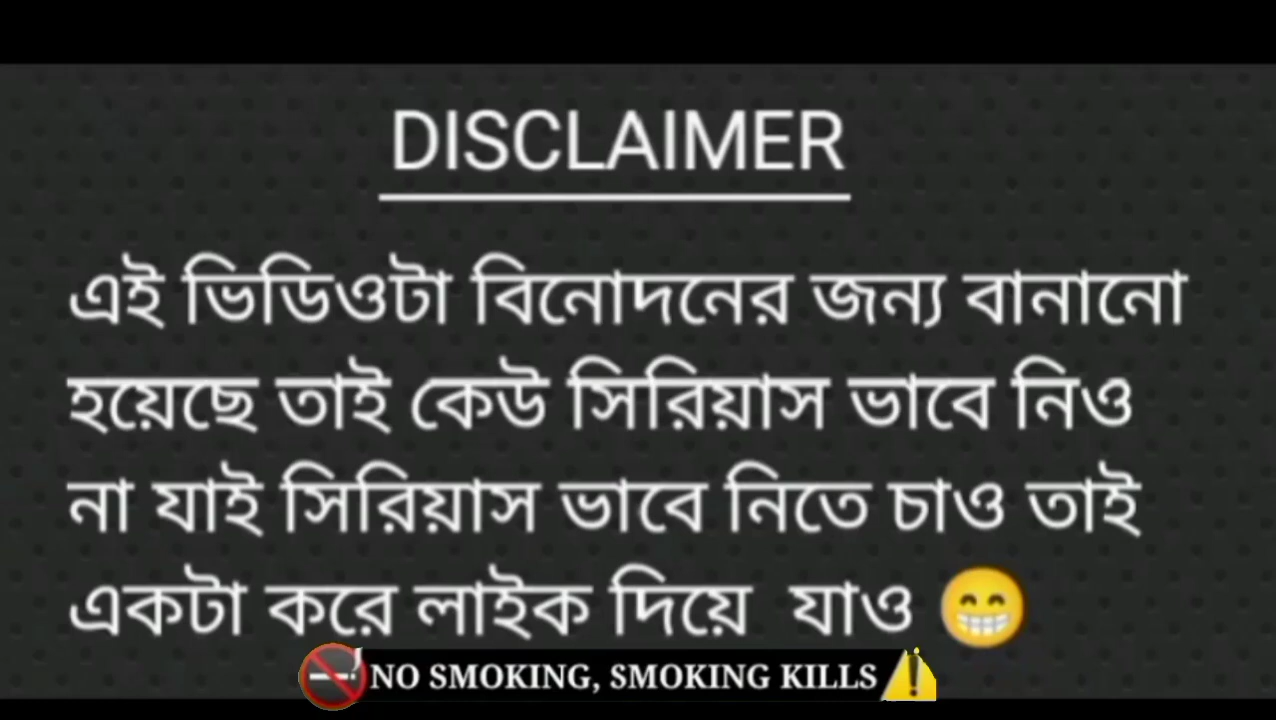 DISCLAIMER
এই ভিডিওটা বিনোদনের জন্য বানানো
হয়েছে তাই কেউ সিরিয়াস ভাবে নিও
না যাই সিরিয়াস ভাবে নিতে চাও তাই
একটা করে লাইক দিয়ে যাও 😁
NO SMOKING, SMOKING KILLS